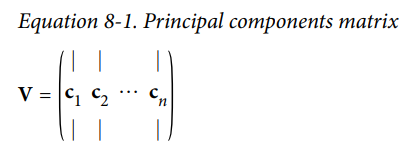 Equation 8-1. Principal components matrix
V = ( | | | )
c₁ c₂ ⋯ cₙ
| | |